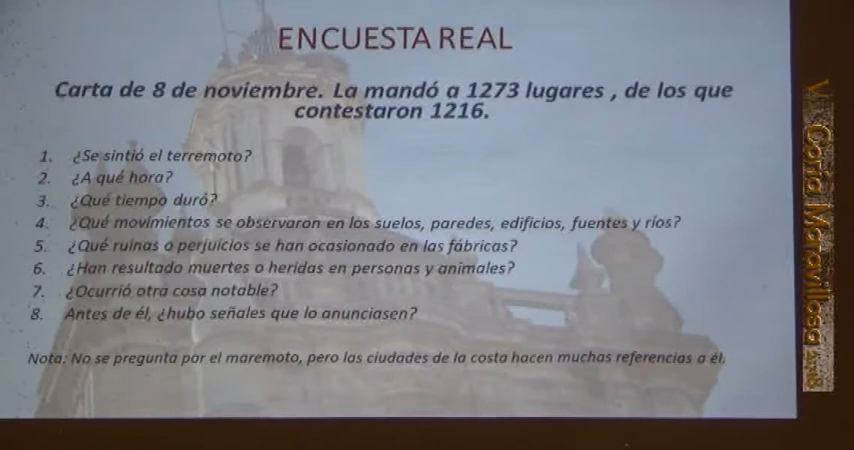 ENCUESTA REAL
Carta de 8 de noviembre. La mandó a 1273 lugares , de los que
contestaron 1216.
1. ¿Se sintió el terremoto?
2. ¿A qué hora?
3. ¿Qué tiempo duró?
4. ¿Qué movimientos se observaron en los suelos, paredes, edificios, fuentes y ríos?
5. ¿Qué ruinas o perjuicios se han ocasionado en las fábricas?
6. ¿Han resultado muertes o heridas en personas y animales?
7. ¿Ocurrió otra cosa notable?
8. Antes de él, ¿hubo señales que lo anunciasen?
Nota: No se pregunta por el maremoto, pero las ciudades de la costa hacen muchas referencias a él.
Coria Maravillosa